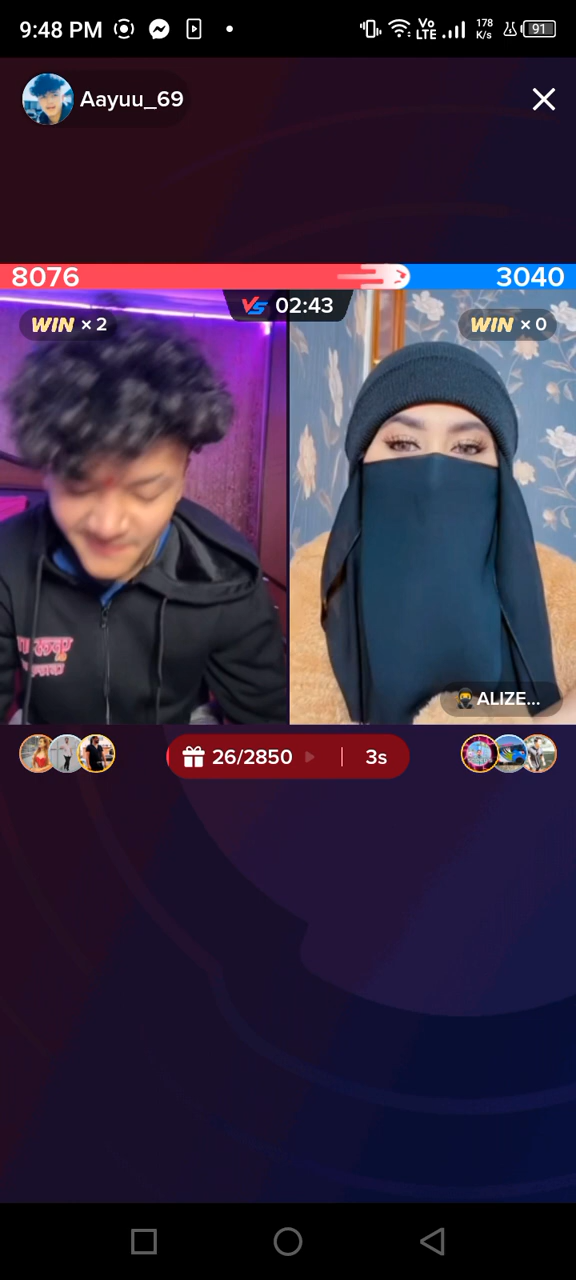 9:48 PM
Vo LTE
178 K/s
91
Aayuu_69
8076
3040
VS 02:43
WIN × 2
WIN × 0
ALIZE...
26/2850
3s